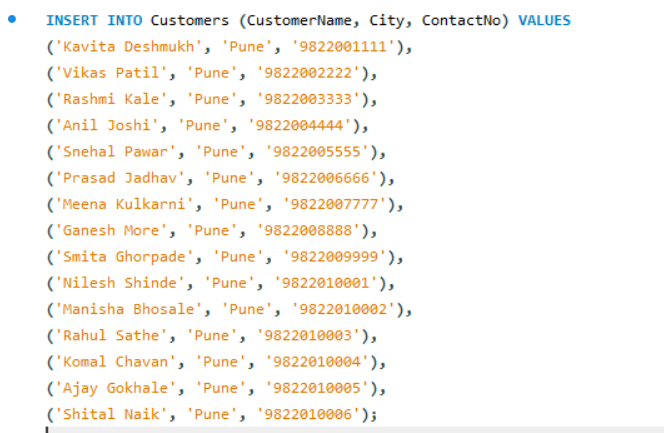 INSERT INTO Customers (CustomerName, City, ContactNo) VALUES
('Kavita Deshmukh', 'Pune', '9822001111'),
('Vikas Patil', 'Pune', '9822002222'),
('Rashmi Kale', 'Pune', '9822003333'),
('Anil Joshi', 'Pune', '9822004444'),
('Snehal Pawar', 'Pune', '9822005555'),
('Prasad Jadhav', 'Pune', '9822006666'),
('Meena Kulkarni', 'Pune', '9822007777'),
('Ganesh More', 'Pune', '9822008888'),
('Smita Ghorpade', 'Pune', '9822009999'),
('Nilesh Shinde', 'Pune', '9822010001'),
('Manisha Bhosale', 'Pune', '9822010002'),
('Rahul Sathe', 'Pune', '9822010003'),
('Komal Chavan', 'Pune', '9822010004'),
('Ajay Gokhale', 'Pune', '9822010005'),
('Shital Naik', 'Pune', '9822010006');